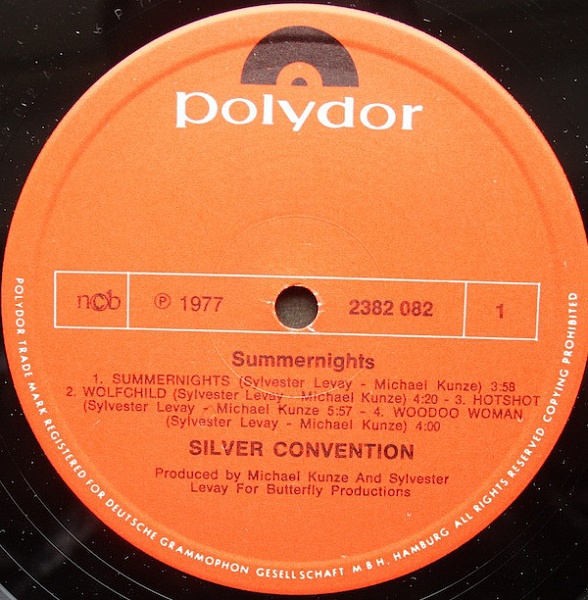 polydor
ncb
℗ 1977
2382 082
1
Summernights
1. SUMMERNIGHTS (Sylvester Levay - Michael Kunze) 3:58
2. WOLFCHILD (Sylvester Levay - Michael Kunze) 4:20 - 3. HOTSHOT
(Sylvester Levay - Michael Kunze 5:57 - 4. WOODOO WOMAN
(Sylvester Levay - Michael Kunze) 4:00
SILVER CONVENTION
Produced by Michael Kunze And Sylvester
Levay For Butterfly Productions
POLYDOR TRADE MARK REGISTERED FOR DEUTSCHE GRAMMOPHON GESELLSCHAFT M B H. HAMBURG ALL RIGHTS RESERVED COPYING PROHIBITED